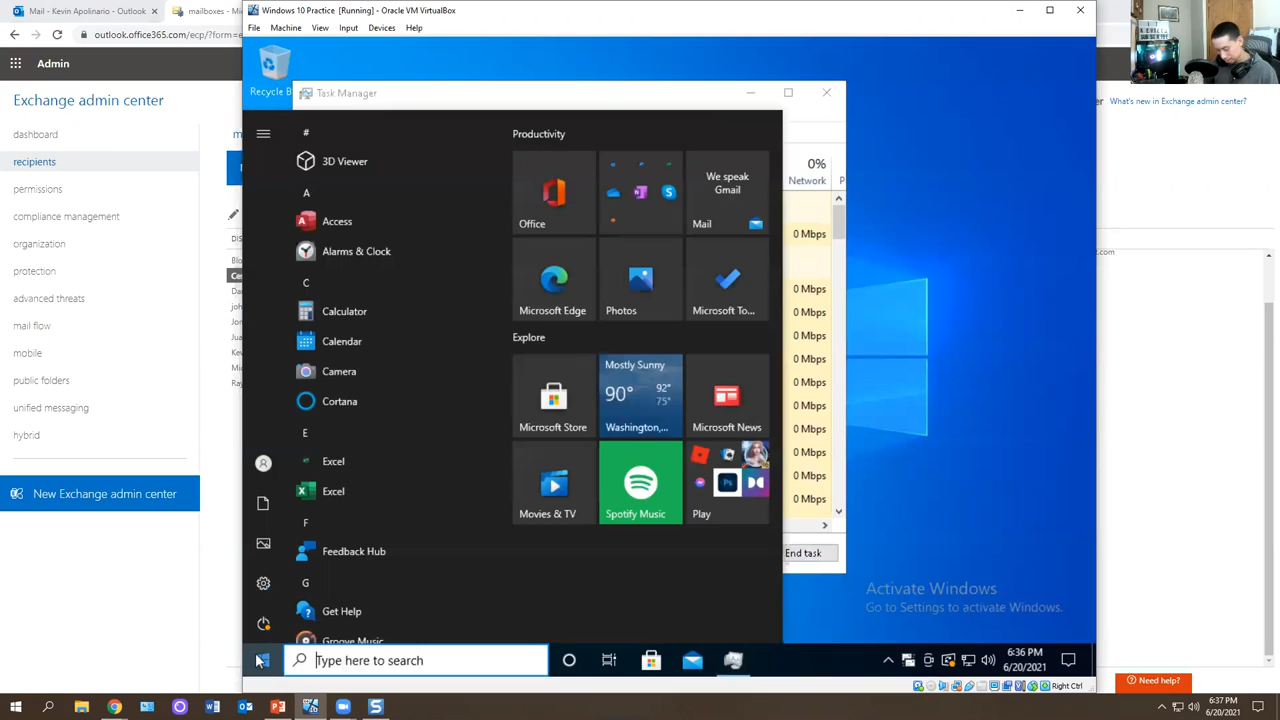 Mail - Kevin Apolinario - Outlook
mailboxes - Mi
outlook.office365.com/ecp/?form=e
Windows 10 Practice [Running] - Oracle VM VirtualBox
File Machine View Input Devices Help
Admin
Exchange admin center
What's new in Exchange admin center?
dashboard
recipients
permissions
compliance management
organization
protection
advanced threats
mail flow
mobile
public folders
unified messaging
hybrid
New Exchange admin center
Recycle B
Task Manager
#
3D Viewer
A
Access
Alarms & Clock
C
Calculator
Calendar
Camera
Cortana
E
Excel
Excel
F
Feedback Hub
G
Get Help
Groove Music
Productivity
Office
We speak
Gmail
Mail
Microsoft Edge
Photos
Microsoft To...
Explore
Microsoft Store
Mostly Sunny
90° 92°
75°
Washington,...
Microsoft News
Movies & TV
Spotify Music
Play
0%
Network
0 Mbps
0 Mbps
0 Mbps
0 Mbps
0 Mbps
0 Mbps
0 Mbps
0 Mbps
0 Mbps
0 Mbps
0 Mbps
End task
Activate Windows
Go to Settings to activate Windows.
Type here to search
6:36 PM
6/20/2021
Right Ctrl
Need help?
6:37 PM
6/20/2021